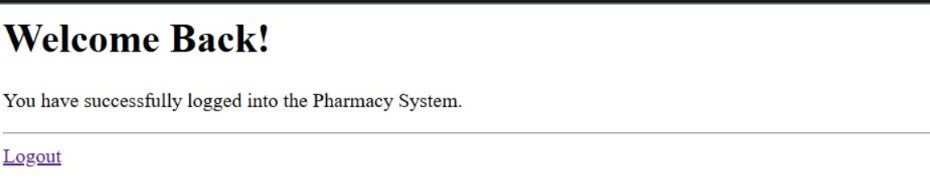 Welcome Back!
You have successfully logged into the Pharmacy System.
Logout